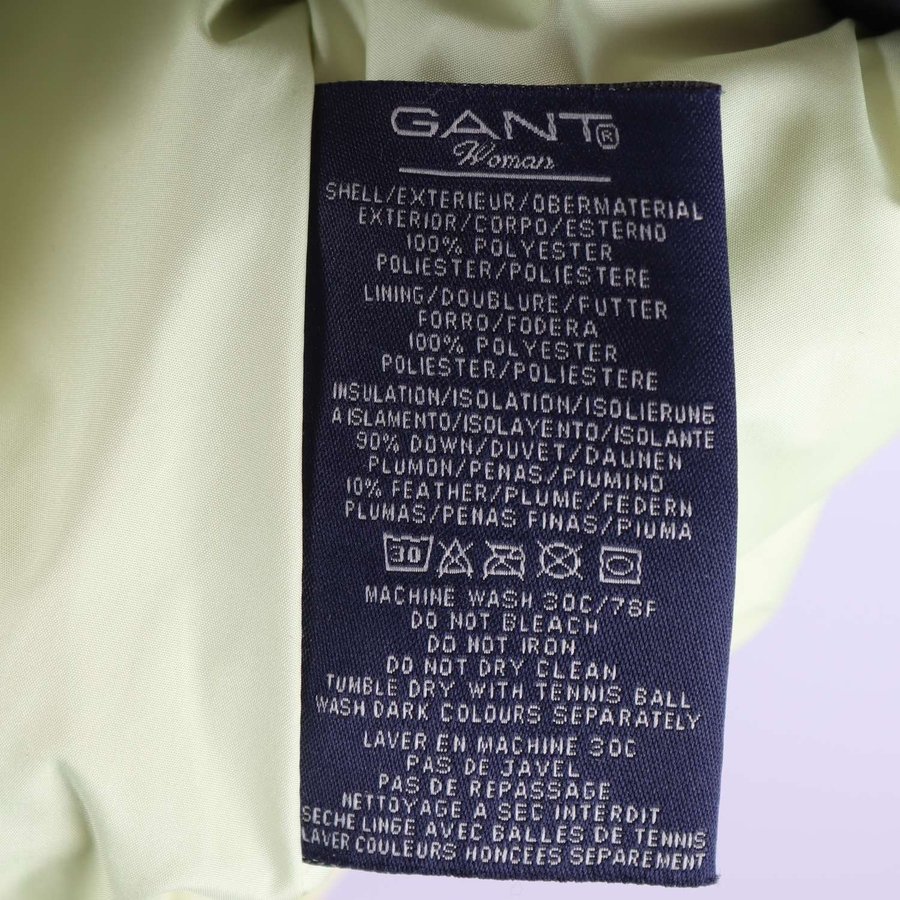 GANT®
Woman
SHELL/EXTERIEUR/OBERMATERIAL
EXTERIOR/CORPO/ESTERNO
100% POLYESTER
POLIESTER/POLIESTERE
LINING/DOUBLURE/FUTTER
FORRO/FODERA
100% POLYESTER
POLIESTER/POLIESTERE
INSULATION/ISOLATION/ISOLIERUNG
AISLAMENTO/ISOLAYENTO/ISOLANTE
90% DOWN/DUVET/DAUNEN
PLUMON/PENAS/PIUMINO
10% FEATHER/PLUME/FEDERN
PLUMAS/PENAS FINAS/PIUMA
30
MACHINE WASH 30C/76F
DO NOT BLEACH
DO NOT IRON
DO NOT DRY CLEAN
TUMBLE DRY WITH TENNIS BALL
WASH DARK COLOURS SEPARATELY
LAVER EN MACHINE 30C
PAS DE JAVEL
PAS DE REPASSAGE
NETTOYAGE A SEC INTERDIT
SECHE LINGE AVEC BALLES DE TENNIS
LAVER COULEURS HONCEES SEPAREMENT